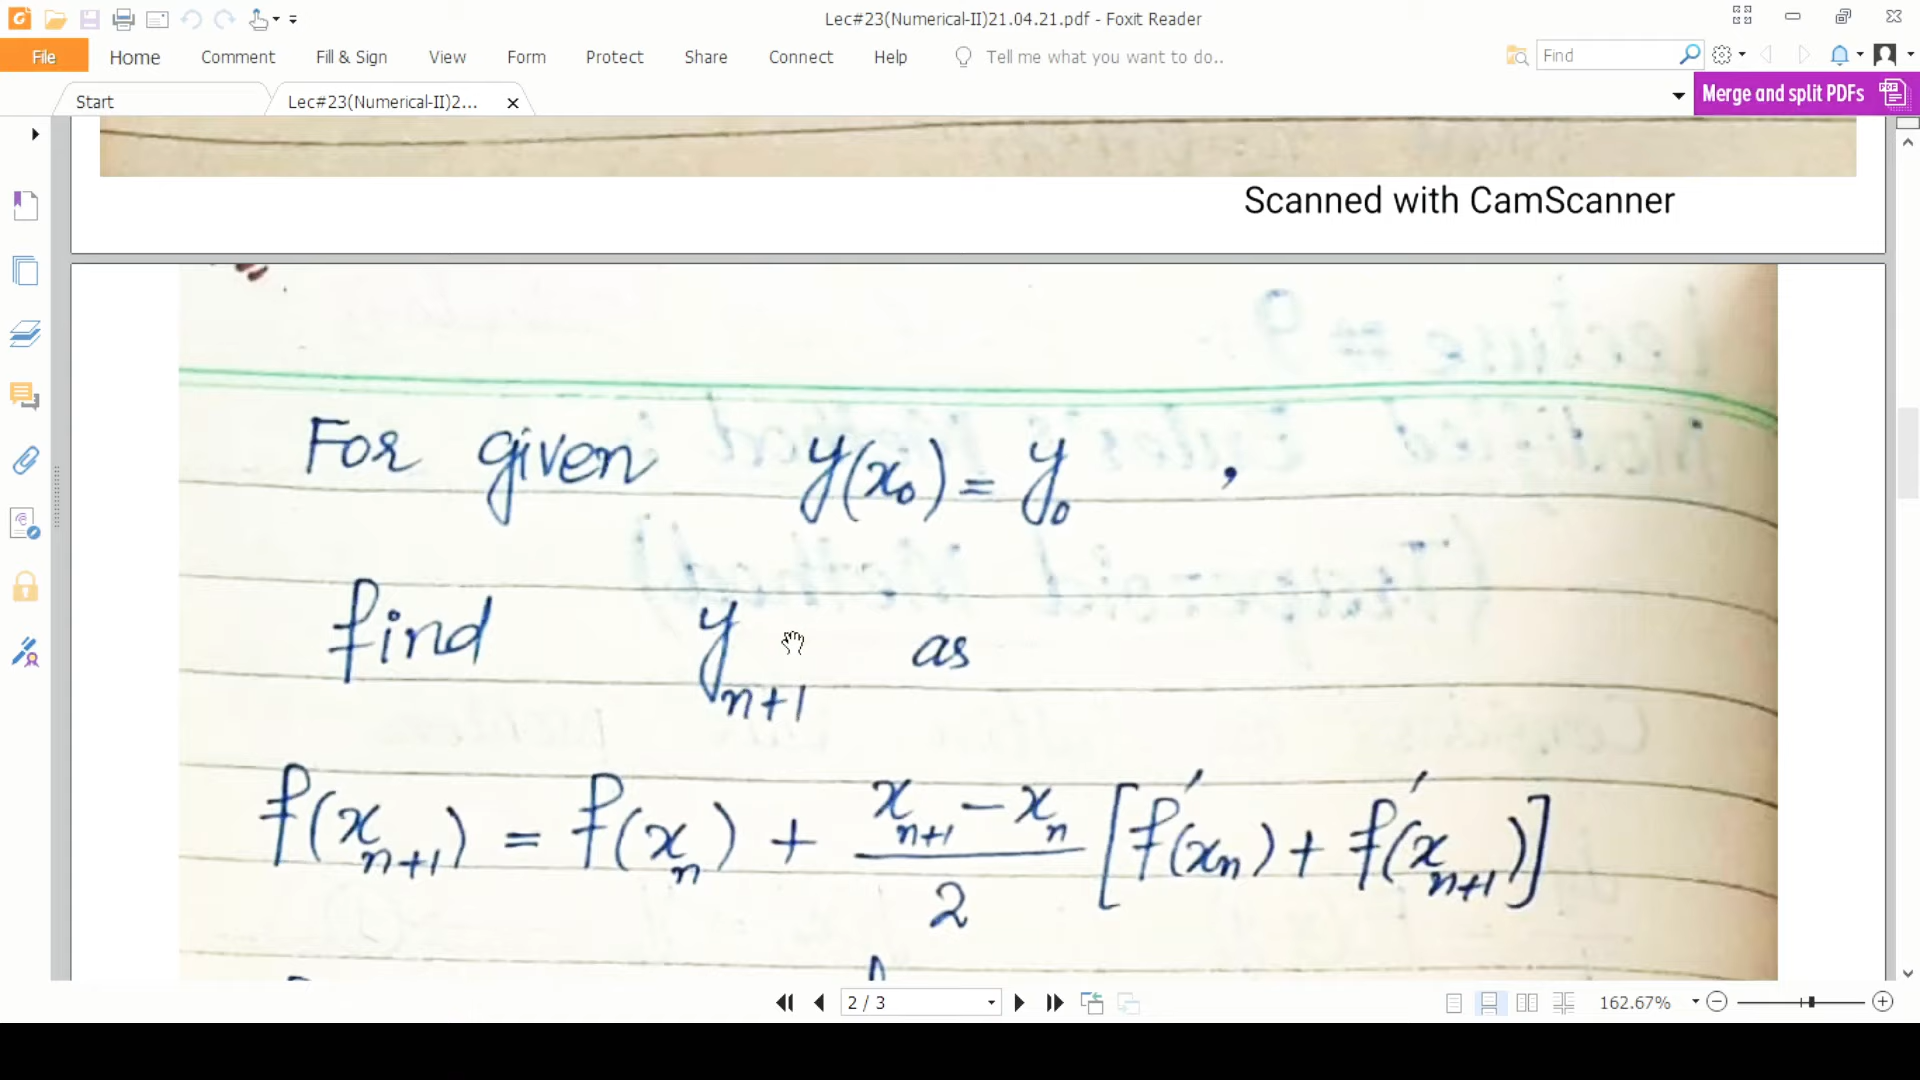 Lec#23(Numerical-II)21.04.21.pdf - Foxit Reader
File Home Comment Fill & Sign View Form Protect Share Connect Help Tell me what you want to do.. Find
Start Lec#23(Numerical-II)2... Merge and split PDFs
Scanned with CamScanner
For given y(x₀) = y₀ ,
find yₙ₊₁ as
f(xₙ₊₁) = f(xₙ) + (xₙ₊₁ - xₙ)/2 [f'(xₙ) + f'(xₙ₊₁)]
2 / 3 162.67%